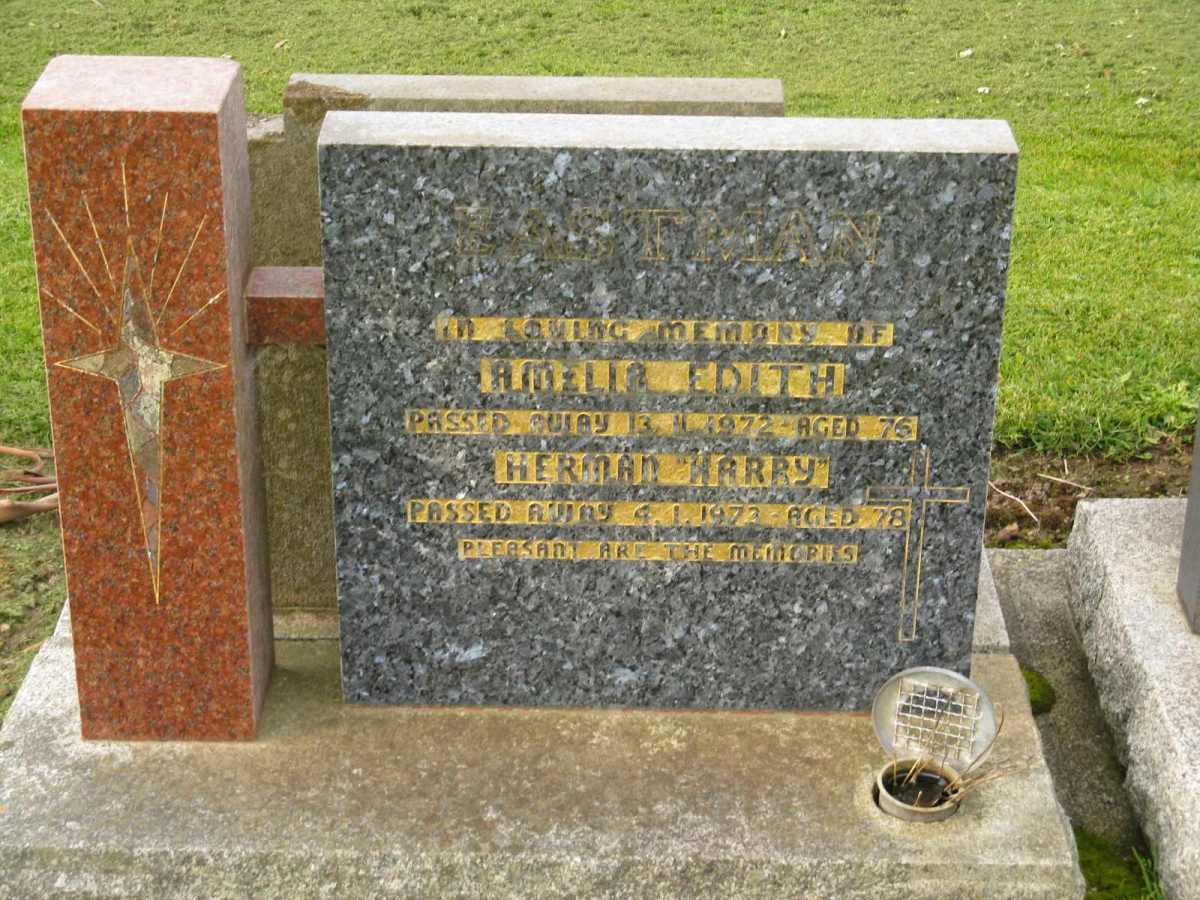 EASTMAN
IN LOVING MEMORY OF
AMELIA EDITH
PASSED AWAY 13.11.1972 - AGED 76
HERMAN "HARRY"
PASSED AWAY 4.1.1973 - AGED 78
PLEASANT ARE THE MEMORIES